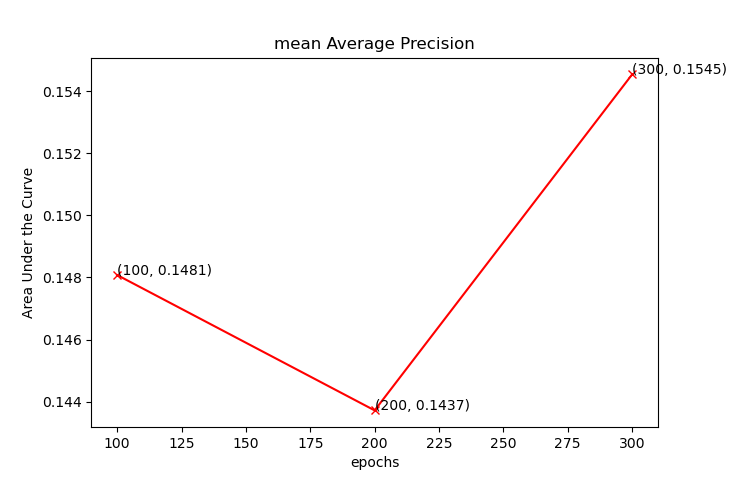 mean Average Precision
(300, 0.1545)
0.154
0.152
0.150
0.148
0.146
0.144
Area Under the Curve
(100, 0.1481)
(200, 0.1437)
100 125 150 175 200 225 250 275 300
epochs